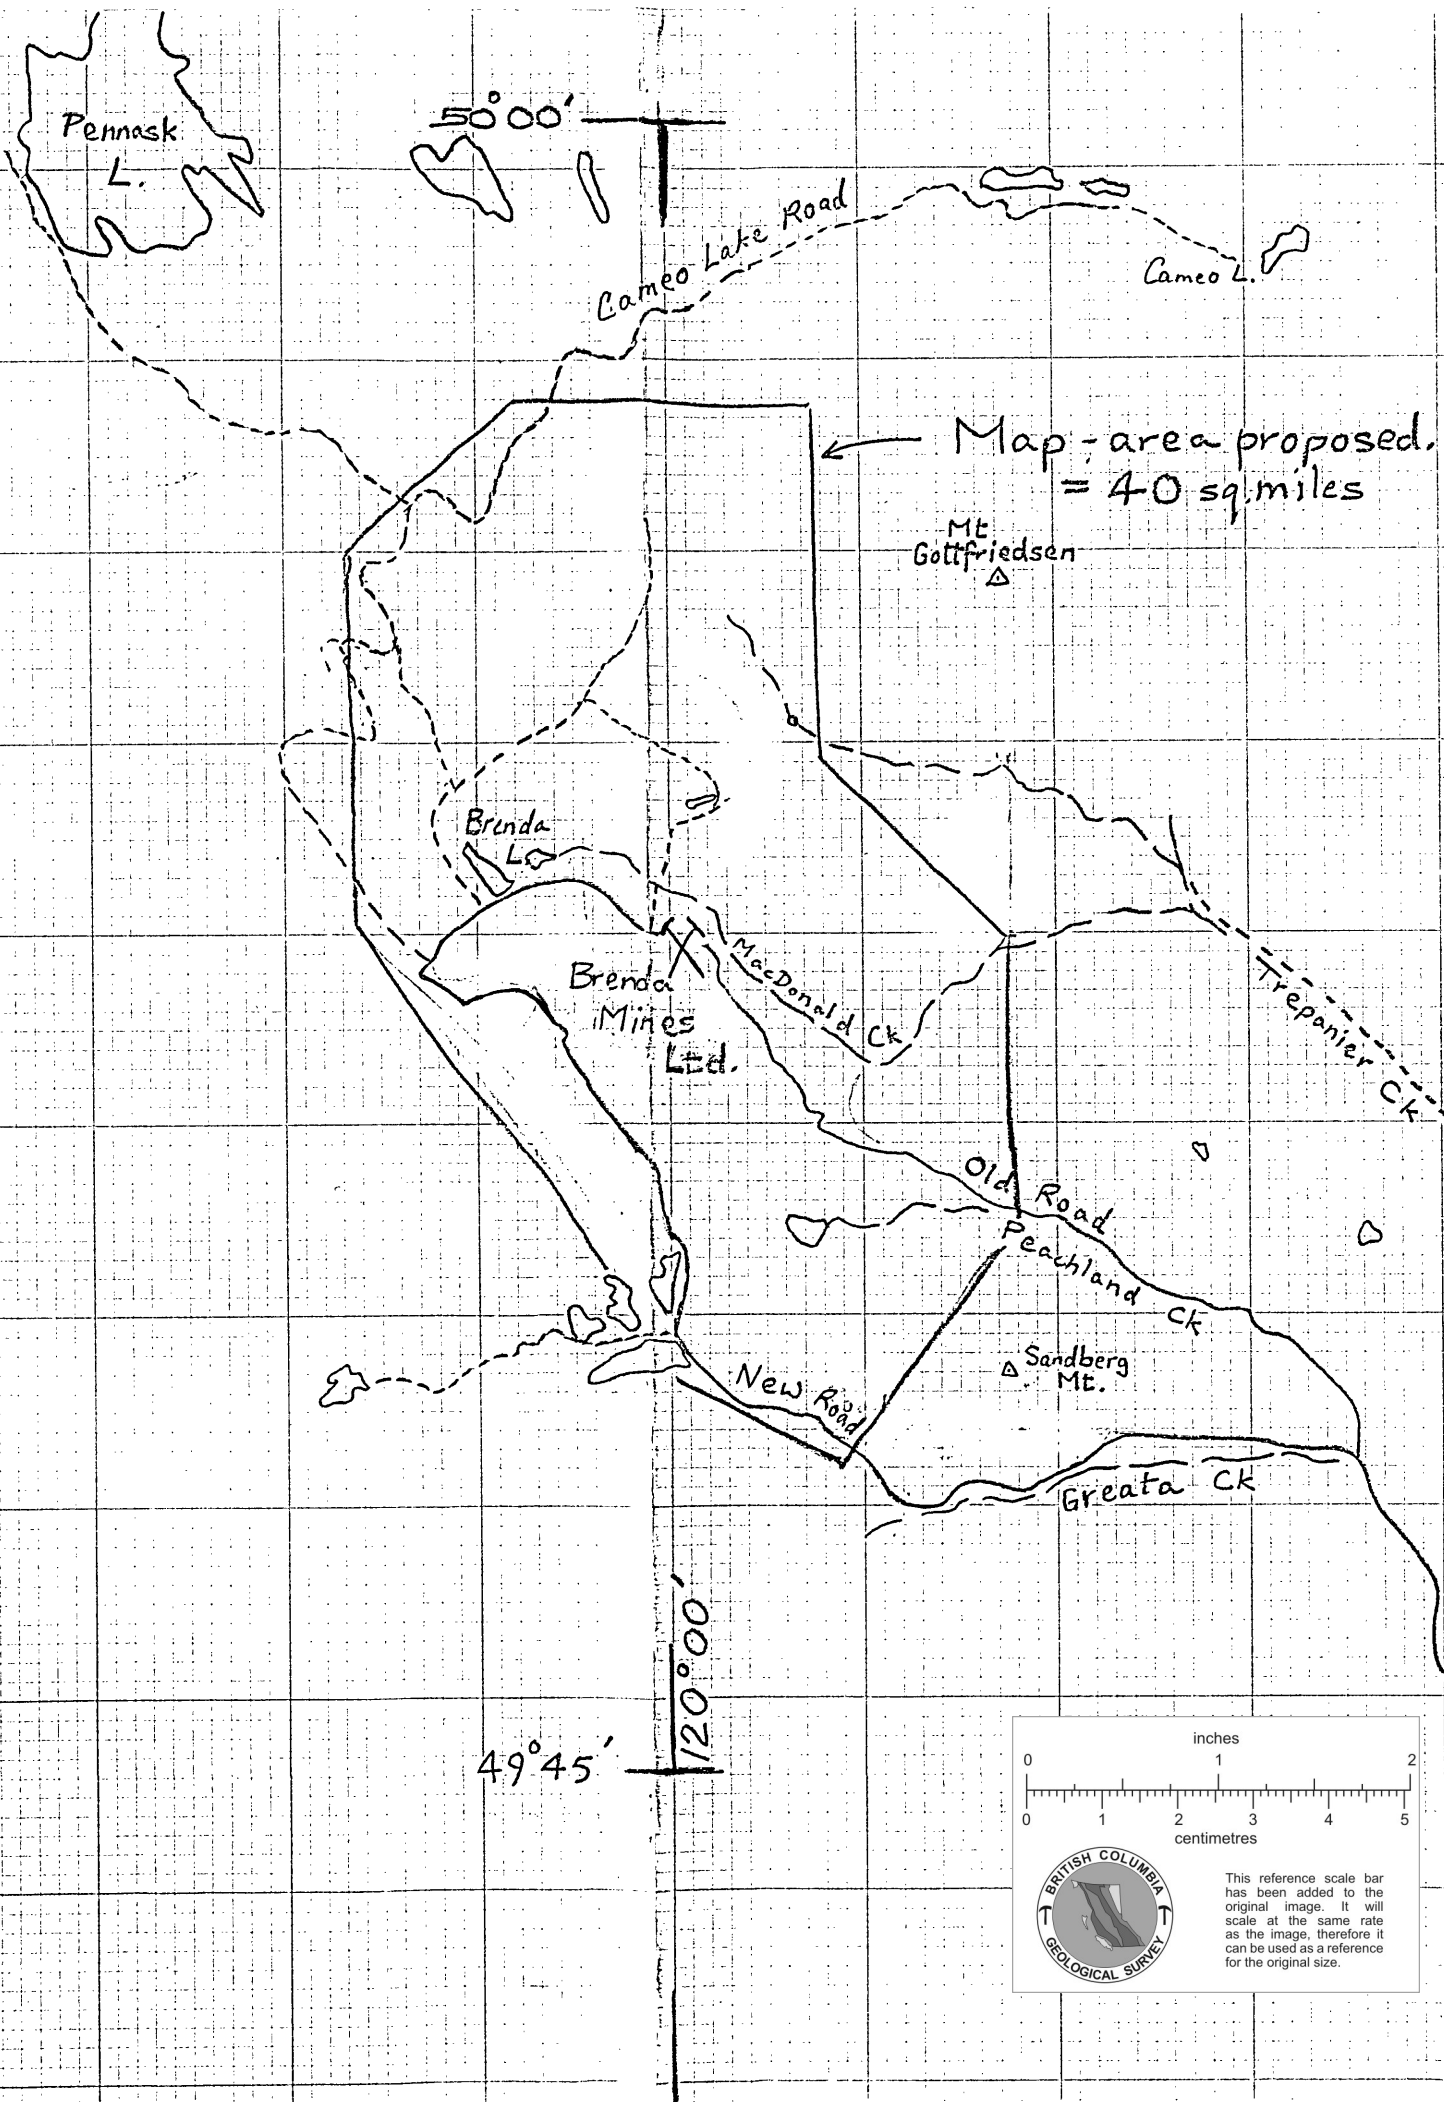 Pennask
L.
50°00′
Cameo Lake Road
Cameo L.
Map-area proposed.
= 40 sq. miles
Mt
Gottfriedsen
Brenda
L.
Brenda
Mines
Ltd.
MacDonald Ck
Trepanier Ck
Old Road
Peachland Ck
Sandberg
Mt.
New Road
Greata Ck
120°00′
49°45′
inches
0 1 2
0 1 2 3 4 5
centimetres
BRITISH COLUMBIA
GEOLOGICAL SURVEY
This reference scale bar
has been added to the
original image. It will
scale at the same rate
as the image, therefore it
can be used as a reference
for the original size.